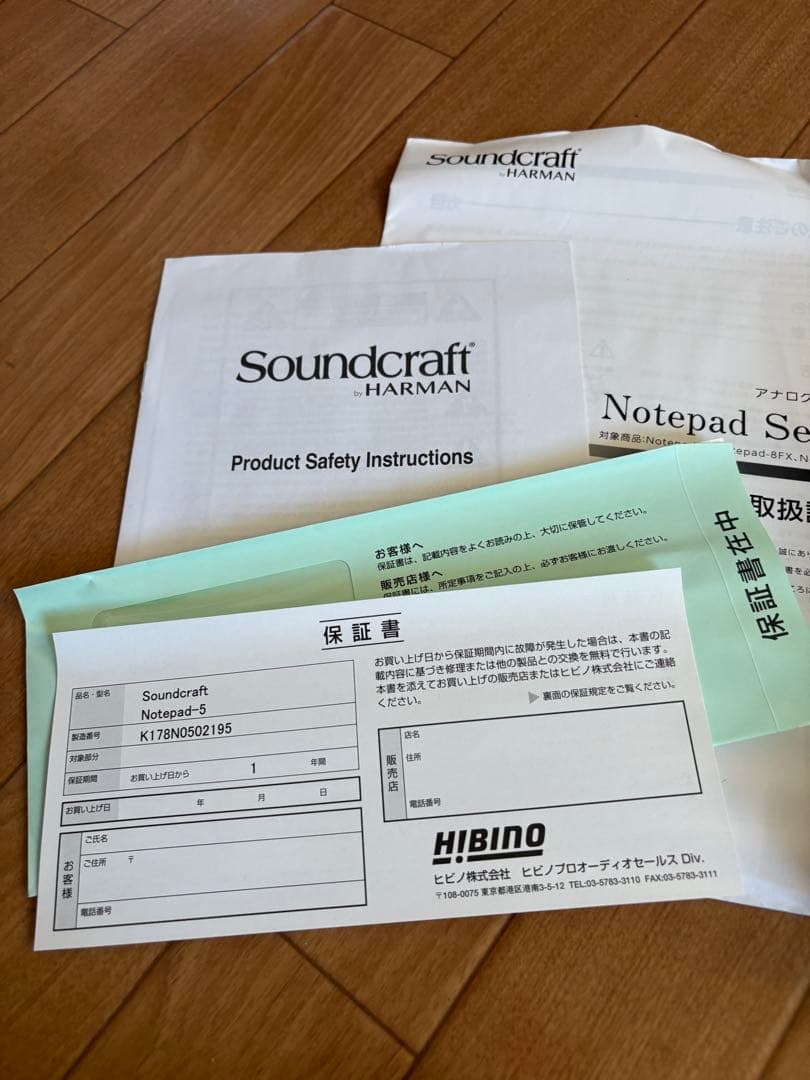 Soundcraft
by HARMAN
アナログ
Notepad Se
対象商品:Notep
tepad-8FX、N
取扱
誠にあ
Soundcraft®
by HARMAN
Product Safety Instructions
お客様へ
保証書は、記載内容をよくお読みの上、大切に保管してください。
販売店様へ
保証書には、所定事項をご記入の上、必ずお客様にお渡しください。
保証書在中
保証書
品名・型名
Soundcraft
Notepad-5
製造番号
K178N0502195
対象部分
保証期間 お買い上げ日から 1 年間
お買い上げ日 年 月 日
お客様
ご氏名
ご住所 〒
電話番号
お買い上げ日から保証期間内に故障が発生した場合は、本書の記
載内容に基づき修理または他の製品との交換を無料で行います。
本書を添えてお買い上げの販売店またはヒビノ株式会社にご連絡
ください。
▶ 裏面の保証規定をご覧ください。
販売店
店名
住所
電話番号
HIBINO
ヒビノ株式会社 ヒビノプロオーディオセールス Div.
〒108-0075 東京都港区港南3-5-12 TEL:03-5783-3110 FAX:03-5783-3111